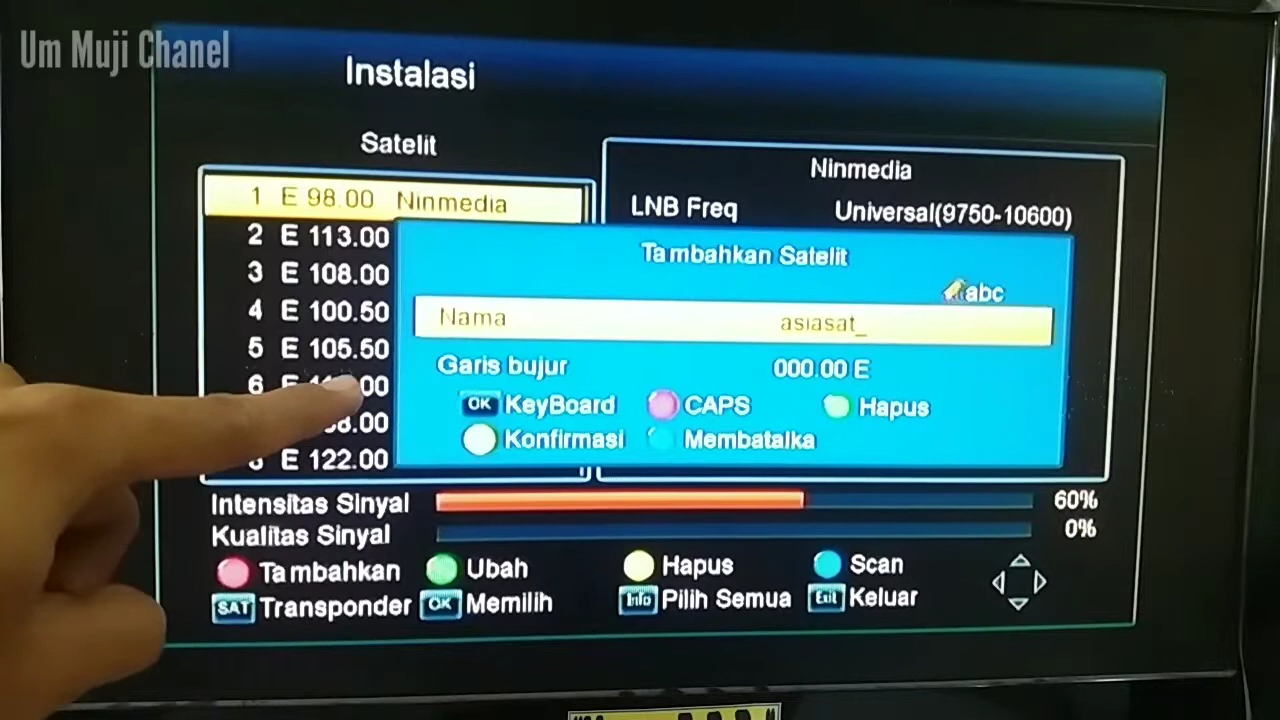 Um Muji Chanel
Instalasi
Satelit
1 E 98.00 Ninmedia
2 E 113.00
3 E 108.00
4 E 100.50
5 E 105.50
6 E
8.00
E 122.00
Ninmedia
LNB Freq Universal(9750-10600)
Tambahkan Satelit
abc
Nama asiasat_
Garis bujur 000.00 E
OK KeyBoard CAPS Hapus
Konfirmasi Membatalka
Intensitas Sinyal 60%
Kualitas Sinyal 0%
Tambahkan Ubah Hapus Scan
SAT Transponder OK Memilih Info Pilih Semua Exit Keluar